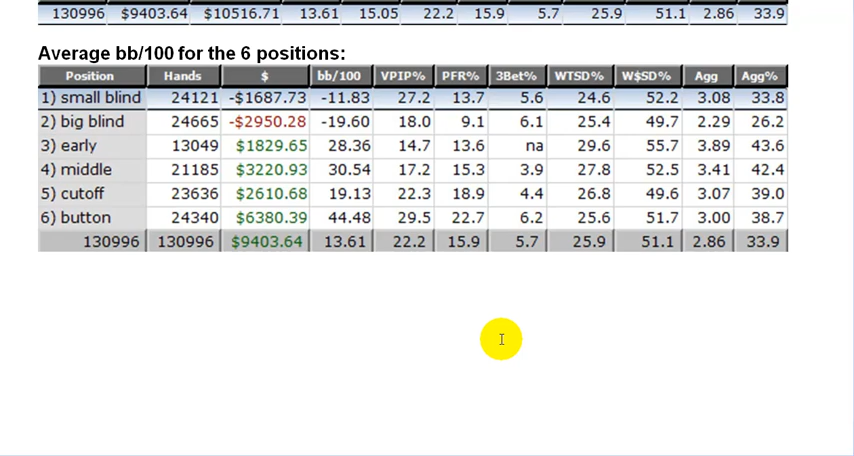 130996 $9403.64 $10516.71 13.61 15.05 22.2 15.9 5.7 25.9 51.1 2.86 33.9
Average bb/100 for the 6 positions:
Position Hands $ bb/100 VPIP% PFR% 3Bet% WTSD% W$SD% Agg Agg%
1) small blind 24121 -$1687.73 -11.83 27.2 13.7 5.6 24.6 52.2 3.08 33.8
2) big blind 24665 -$2950.28 -19.60 18.0 9.1 6.1 25.4 49.7 2.29 26.2
3) early 13049 $1829.65 28.36 14.7 13.6 na 29.6 55.7 3.89 43.6
4) middle 21185 $3220.93 30.54 17.2 15.3 3.9 27.8 52.5 3.41 42.4
5) cutoff 23636 $2610.68 19.13 22.3 18.9 4.4 26.8 49.6 3.07 39.0
6) button 24340 $6380.39 44.48 29.5 22.7 6.2 25.6 51.7 3.00 38.7
130996 130996 $9403.64 13.61 22.2 15.9 5.7 25.9 51.1 2.86 33.9